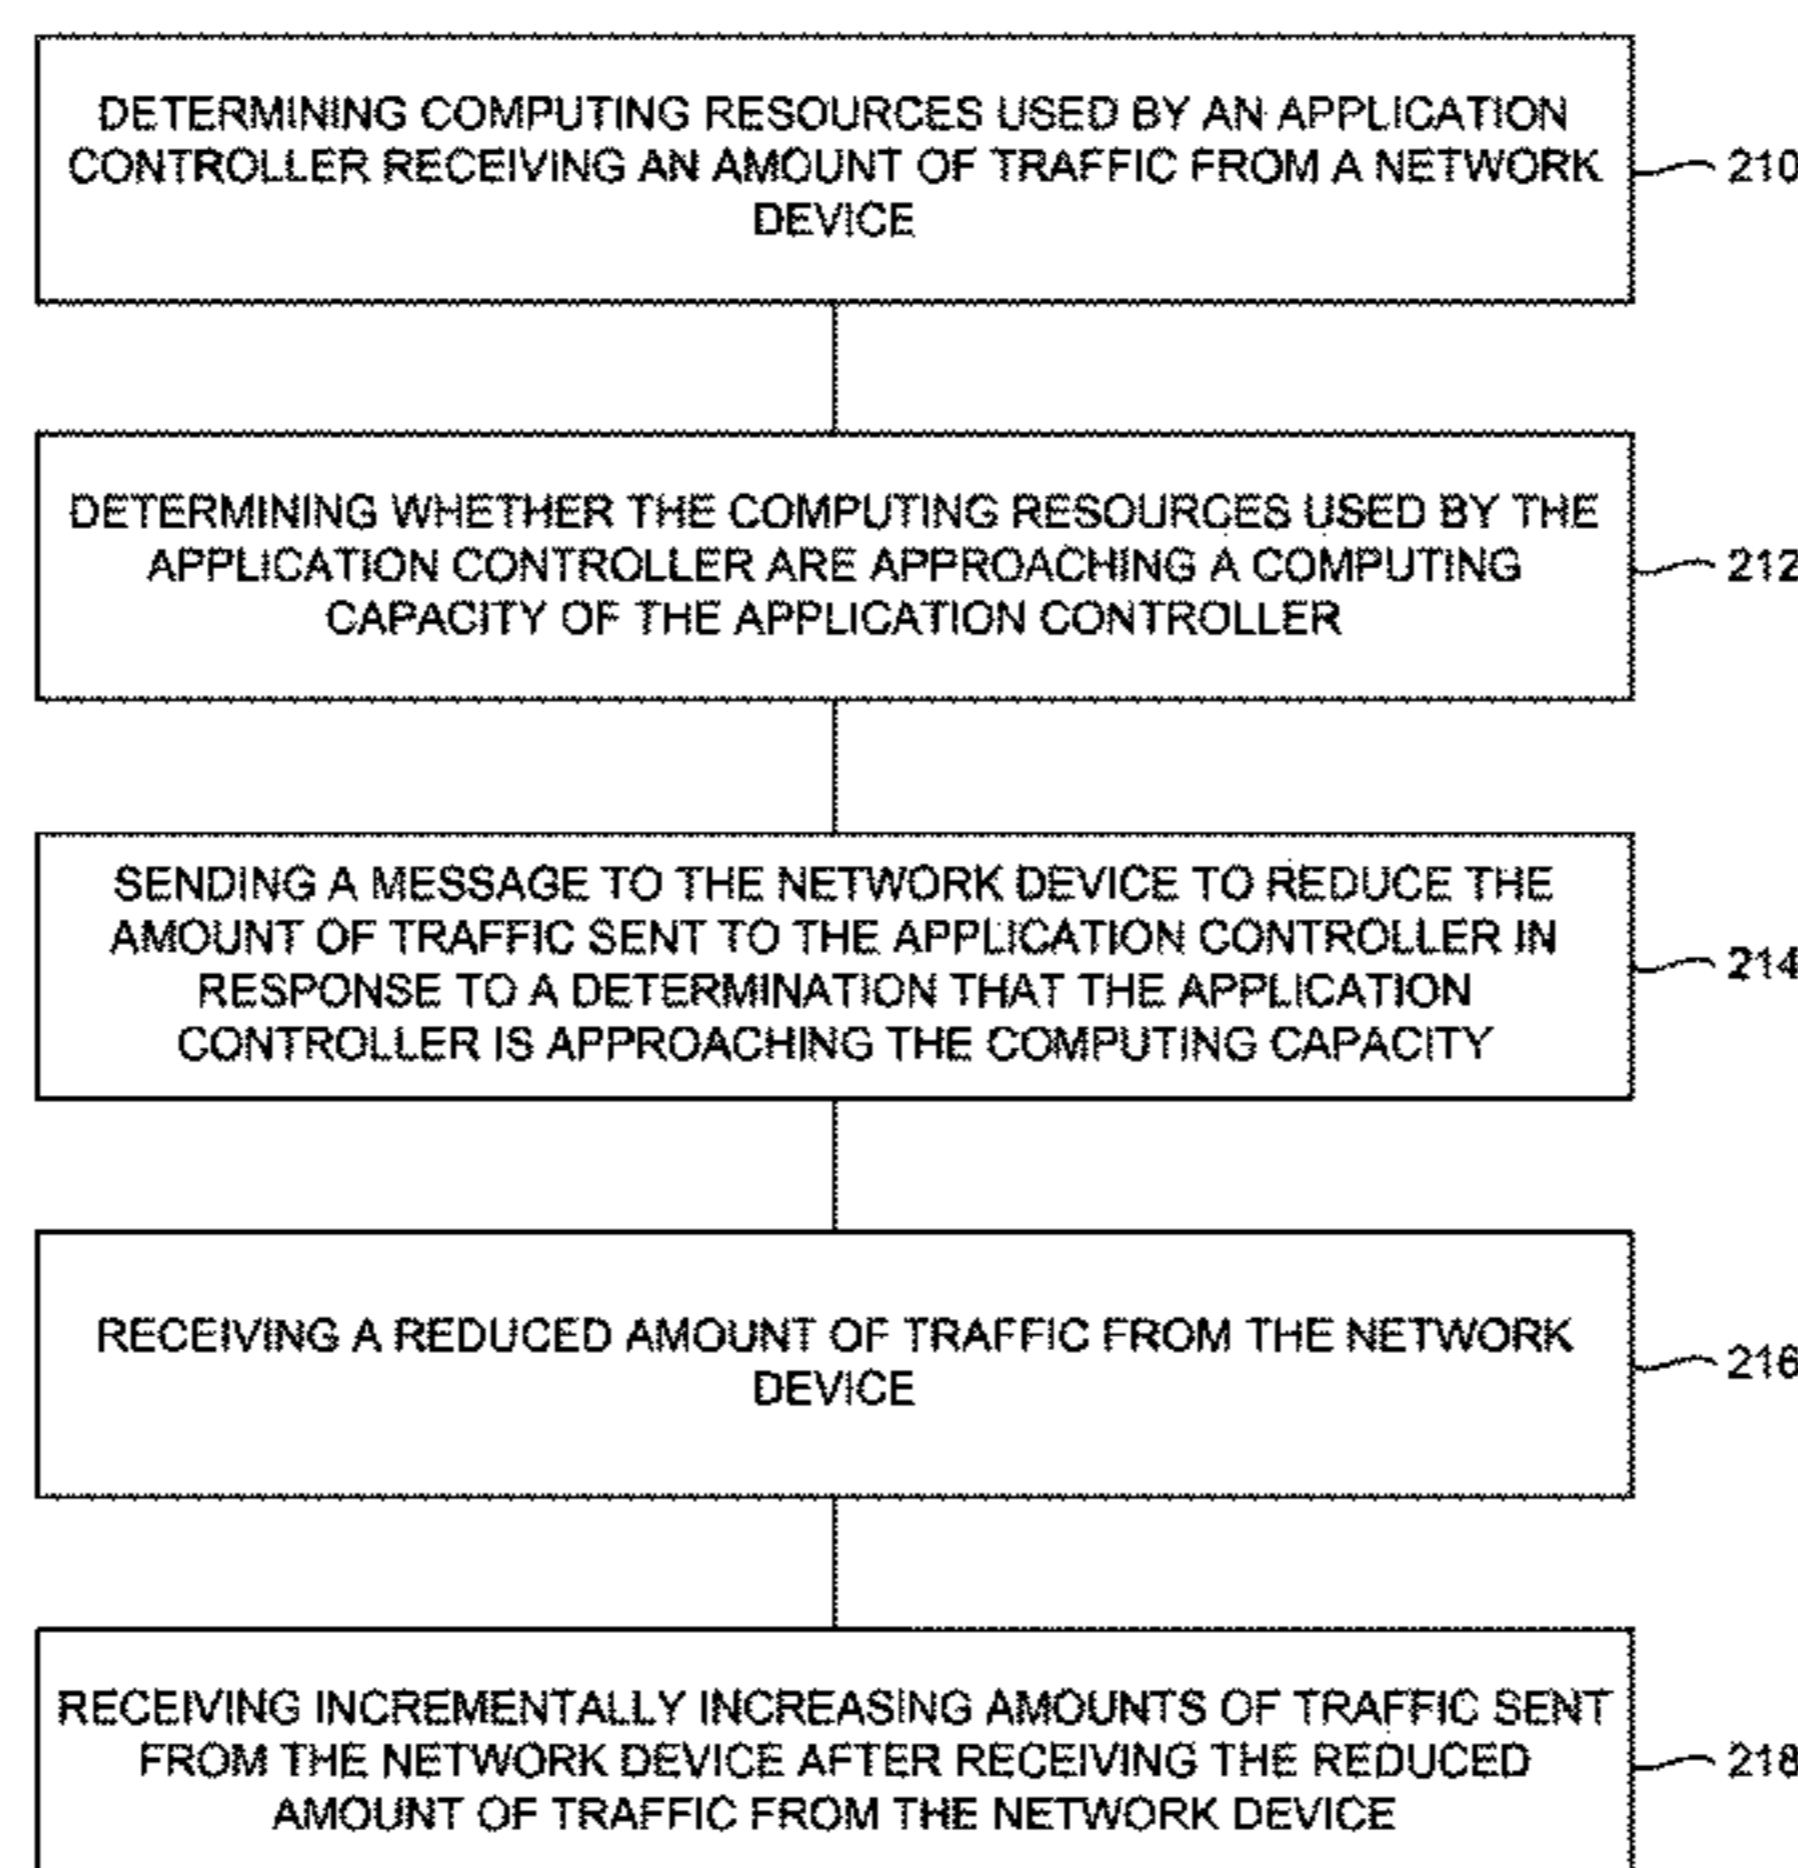 DETERMINING COMPUTING RESOURCES USED BY AN APPLICATION
CONTROLLER RECEIVING AN AMOUNT OF TRAFFIC FROM A NETWORK
DEVICE
210
DETERMINING WHETHER THE COMPUTING RESOURCES USED BY THE
APPLICATION CONTROLLER ARE APPROACHING A COMPUTING
CAPACITY OF THE APPLICATION CONTROLLER
212
SENDING A MESSAGE TO THE NETWORK DEVICE TO REDUCE THE
AMOUNT OF TRAFFIC SENT TO THE APPLICATION CONTROLLER IN
RESPONSE TO A DETERMINATION THAT THE APPLICATION
CONTROLLER IS APPROACHING THE COMPUTING CAPACITY
214
RECEIVING A REDUCED AMOUNT OF TRAFFIC FROM THE NETWORK
DEVICE
216
RECEIVING INCREMENTALLY INCREASING AMOUNTS OF TRAFFIC SENT
FROM THE NETWORK DEVICE AFTER RECEIVING THE REDUCED
AMOUNT OF TRAFFIC FROM THE NETWORK DEVICE
218